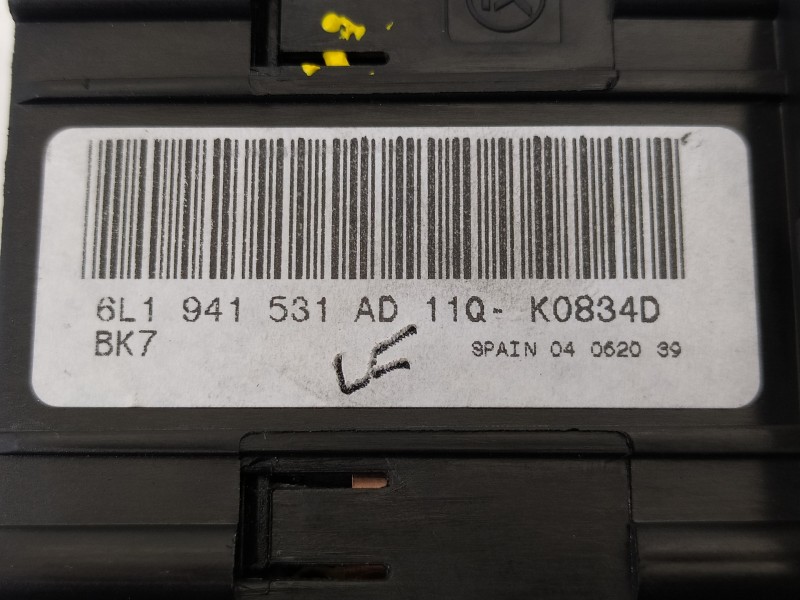 6L1 941 531 AD 11Q- K0834D
BK7 SPAIN 04 0620 39